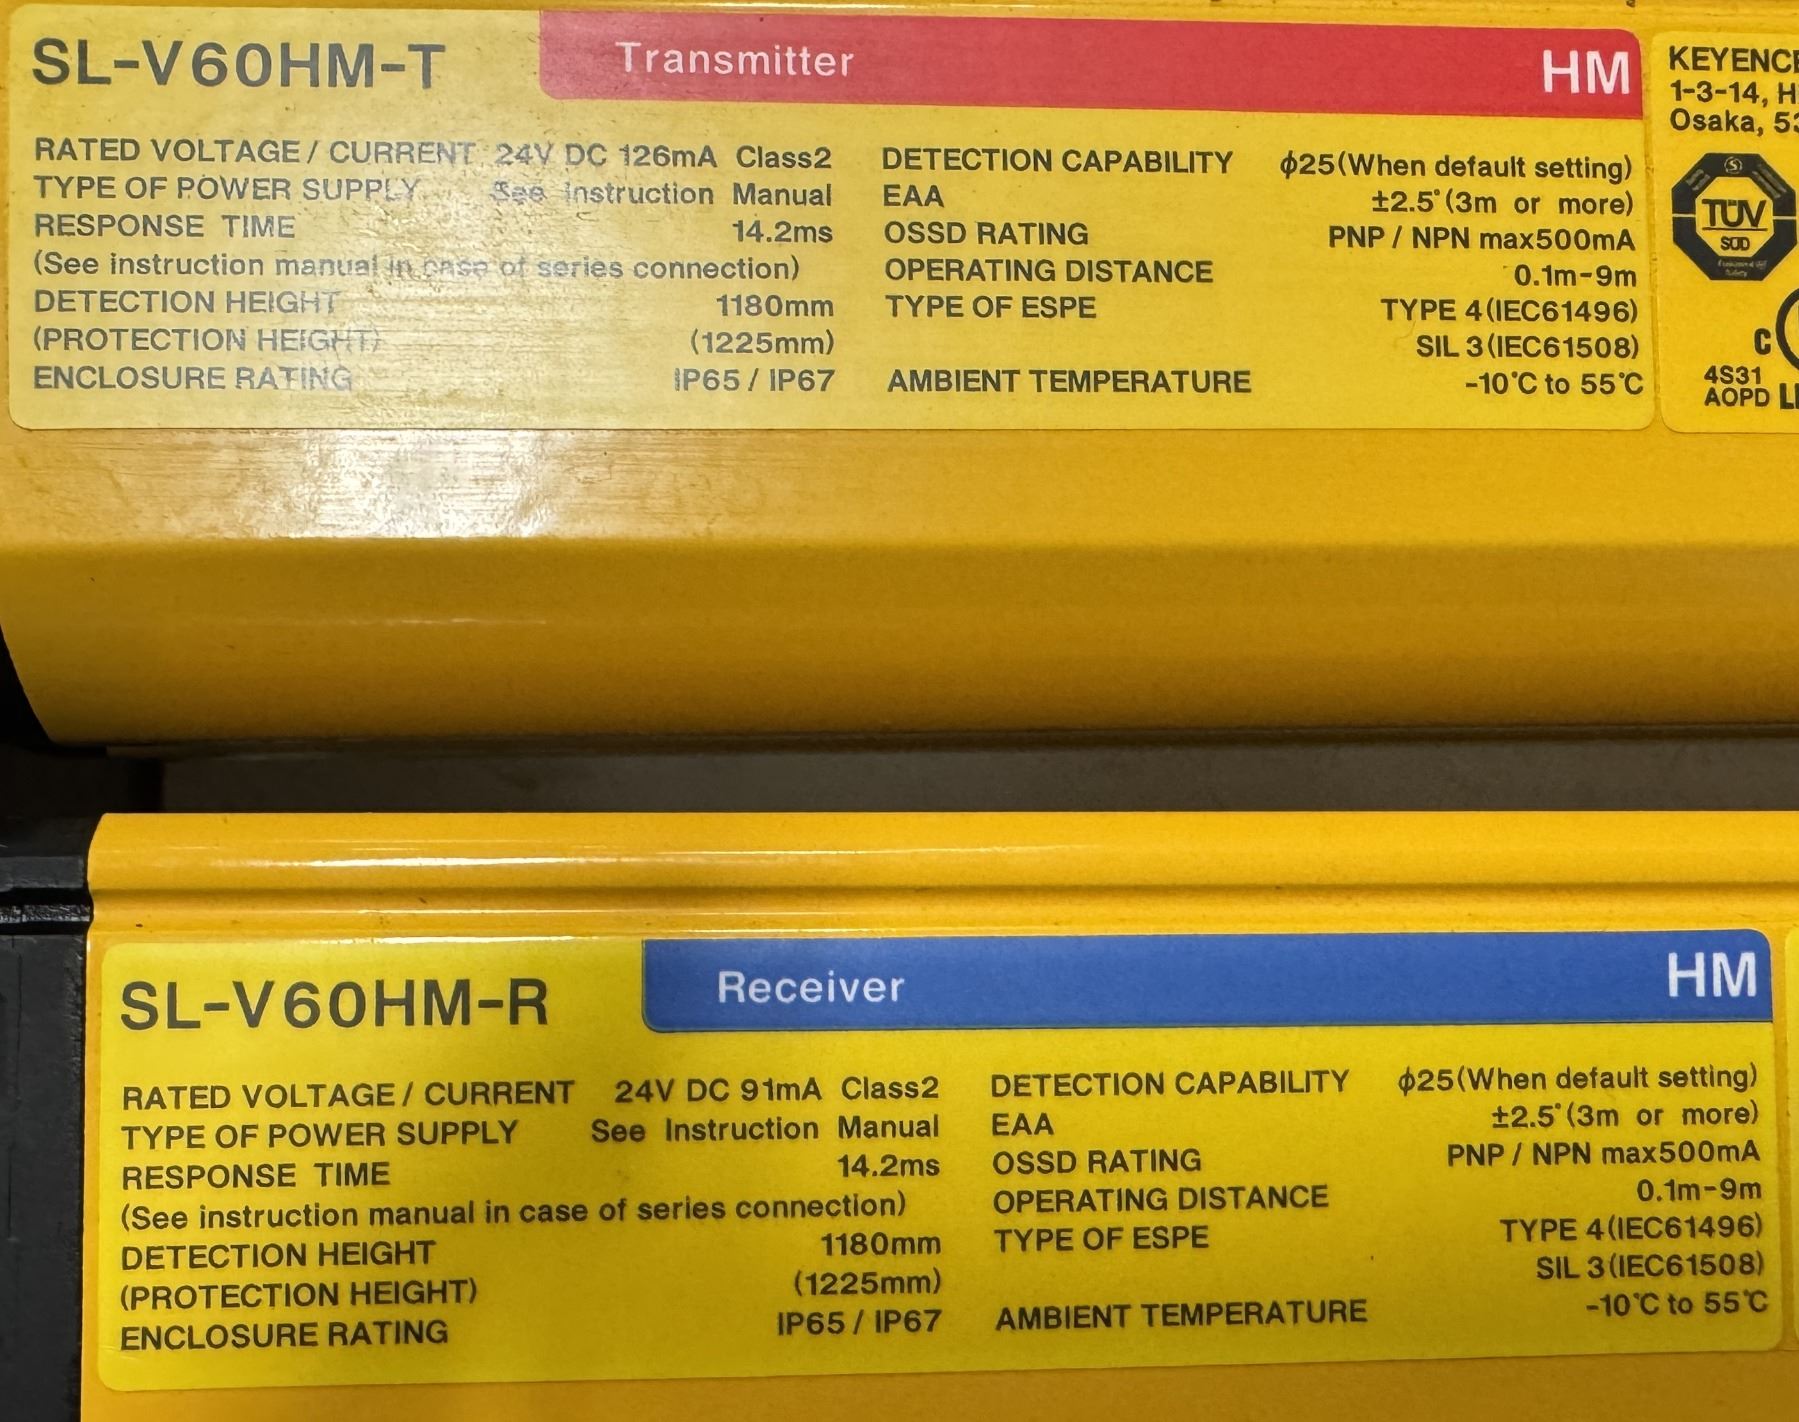 SL-V60HM-T Transmitter HM
RATED VOLTAGE / CURRENT 24V DC 126mA Class2
TYPE OF POWER SUPPLY See Instruction Manual
RESPONSE TIME 14.2ms
(See instruction manual in case of series connection)
DETECTION HEIGHT 1180mm
(PROTECTION HEIGHT) (1225mm)
ENCLOSURE RATING IP65 / IP67
DETECTION CAPABILITY ϕ25(When default setting)
EAA ±2.5°(3m or more)
OSSD RATING PNP / NPN max500mA
OPERATING DISTANCE 0.1m-9m
TYPE OF ESPE TYPE 4(IEC61496)
SIL 3(IEC61508)
AMBIENT TEMPERATURE -10℃ to 55℃
KEYENCE
1-3-14, H
Osaka, 53
TÜV
SÜD
C
4S31
AOPD
SL-V60HM-R Receiver HM
RATED VOLTAGE / CURRENT 24V DC 91mA Class2
TYPE OF POWER SUPPLY See Instruction Manual
RESPONSE TIME 14.2ms
(See instruction manual in case of series connection)
DETECTION HEIGHT 1180mm
(PROTECTION HEIGHT) (1225mm)
ENCLOSURE RATING IP65 / IP67
DETECTION CAPABILITY ϕ25(When default setting)
EAA ±2.5°(3m or more)
OSSD RATING PNP / NPN max500mA
OPERATING DISTANCE 0.1m-9m
TYPE OF ESPE TYPE 4(IEC61496)
SIL 3(IEC61508)
AMBIENT TEMPERATURE -10℃ to 55℃